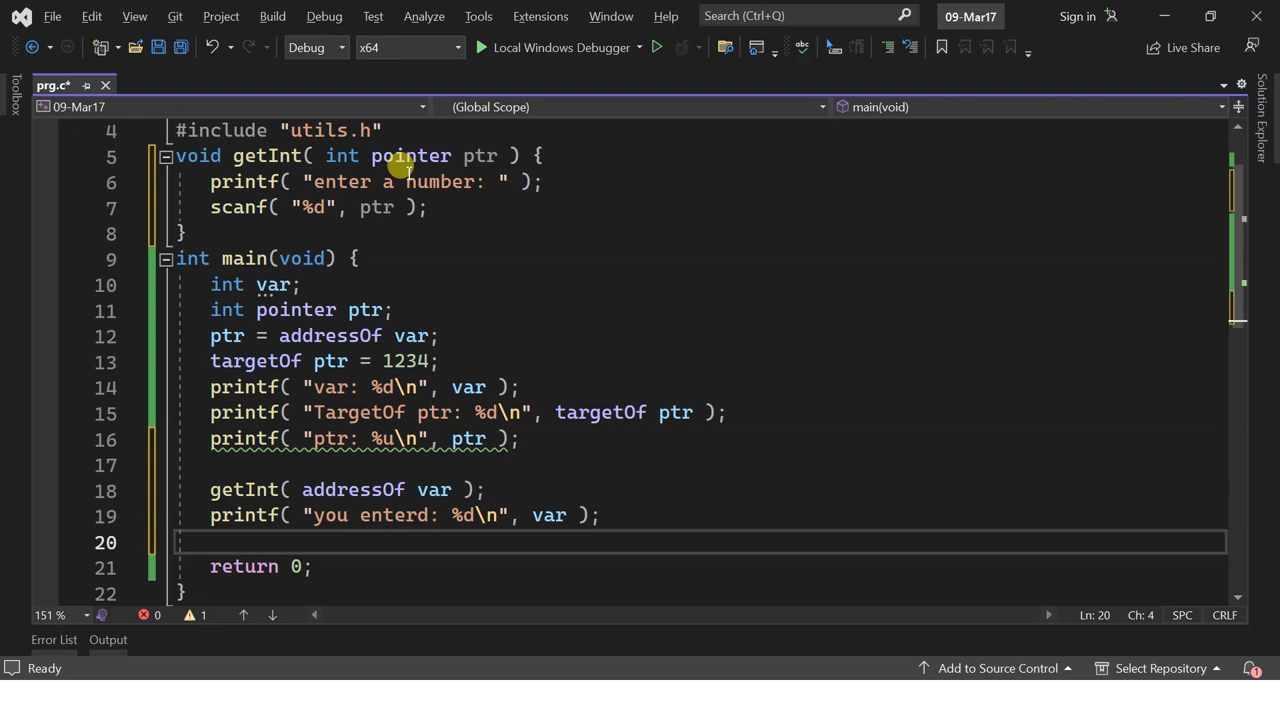 File Edit View Git Project Build Debug Test Analyze Tools Extensions Window Help Search (Ctrl+Q) 09-Mar17 Sign in
Debug x64 Local Windows Debugger abc Live Share
prg.c*
09-Mar17 (Global Scope) main(void)
Toolbox
Solution Explorer
4 #include "utils.h"
5 void getInt( int pointer ptr ) {
6 printf( "enter a number: " );
7 scanf( "%d", ptr );
8 }
9 int main(void) {
10 int var;
11 int pointer ptr;
12 ptr = addressOf var;
13 targetOf ptr = 1234;
14 printf( "var: %d\n", var );
15 printf( "TargetOf ptr: %d\n", targetOf ptr );
16 printf( "ptr: %u\n", ptr );
17
18 getInt( addressOf var );
19 printf( "you enterd: %d\n", var );
20
21 return 0;
22 }
151 % 0 1 Ln: 20 Ch: 4 SPC CRLF
Error List Output
Ready Add to Source Control Select Repository 1